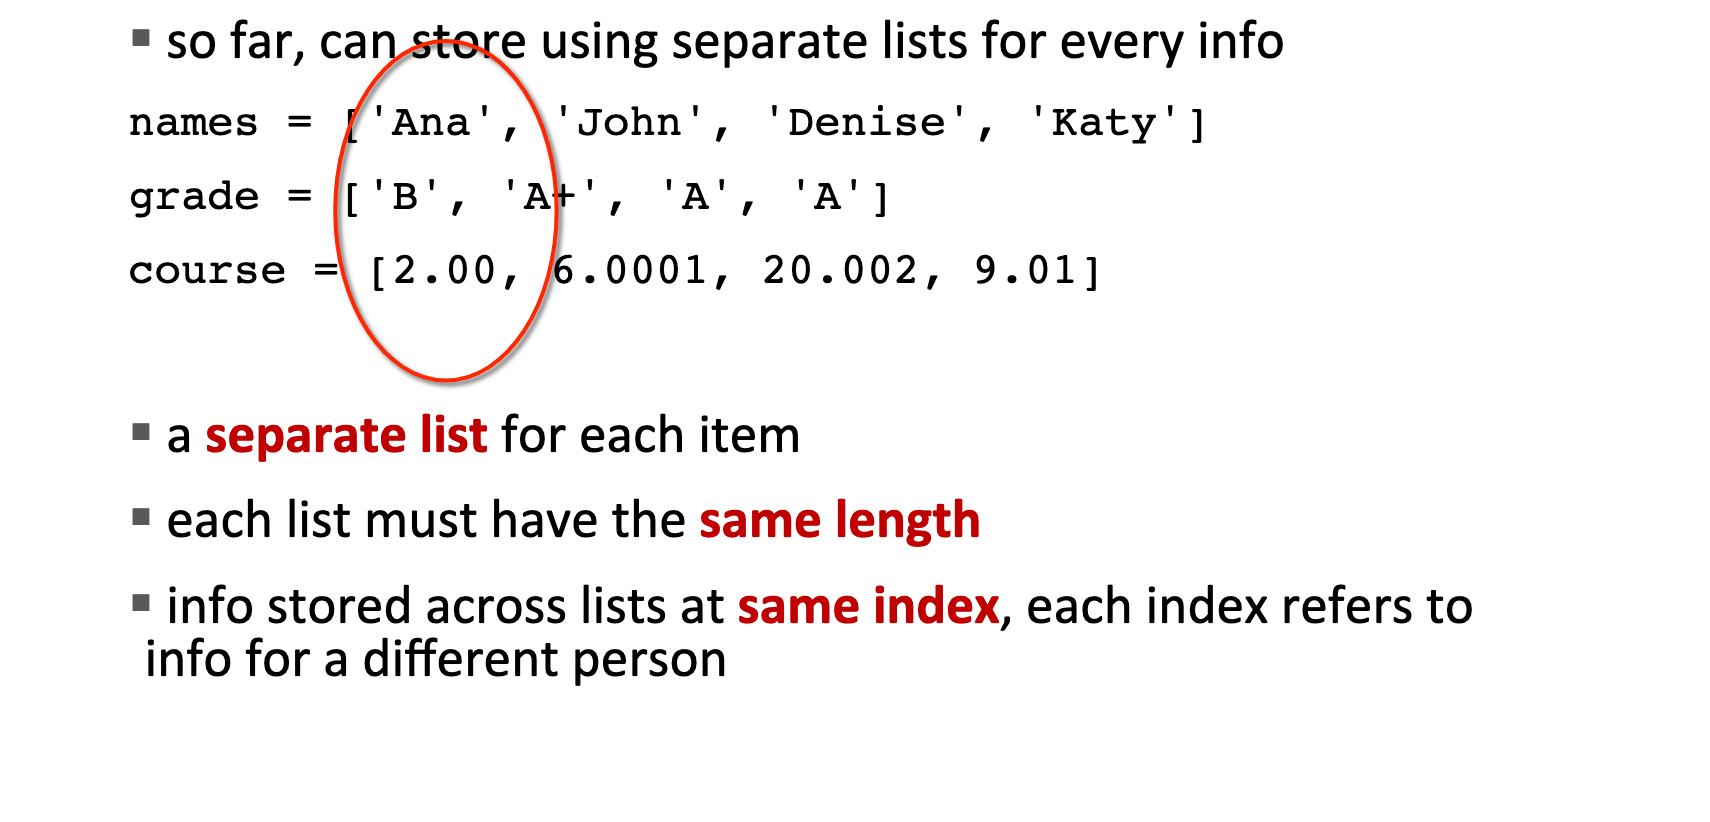 ▪ so far, can store using separate lists for every info
names = ['Ana', 'John', 'Denise', 'Katy']
grade = ['B', 'A+', 'A', 'A']
course = [2.00, 6.0001, 20.002, 9.01]
▪ a separate list for each item
▪ each list must have the same length
▪ info stored across lists at same index, each index refers to
info for a different person